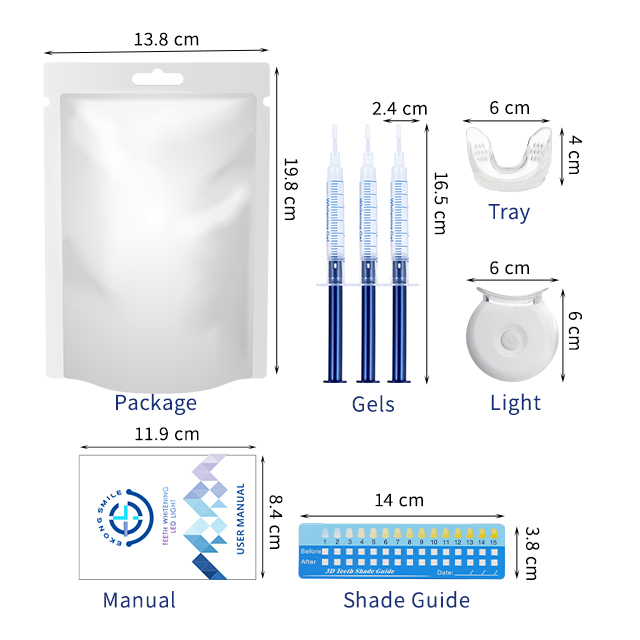 13.8 cm
19.8 cm
Package
2.4 cm
16.5 cm
Whitening Gel
Gels
6 cm
4 cm
Tray
6 cm
6 cm
Light
11.9 cm
8.4 cm
EKONG SMILE
TEETH WHITENING
LED LIGHT
USER MANUAL
Manual
14 cm
3.8 cm
1 2 3 4 5 6 7 8 9 10 11 12 13 14 15
Before
After
3D Teeth Shade Guide
Date: / /
Shade Guide